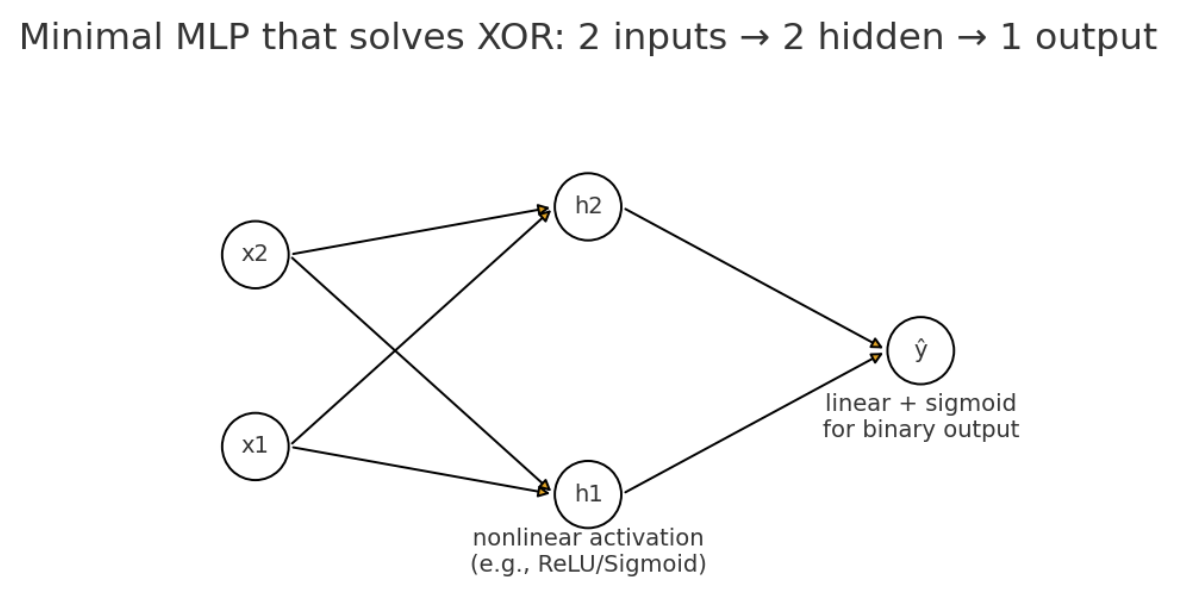 Minimal MLP that solves XOR: 2 inputs → 2 hidden → 1 output
h2
x2
ŷ
linear + sigmoid
for binary output
x1
h1
nonlinear activation
(e.g., ReLU/Sigmoid)